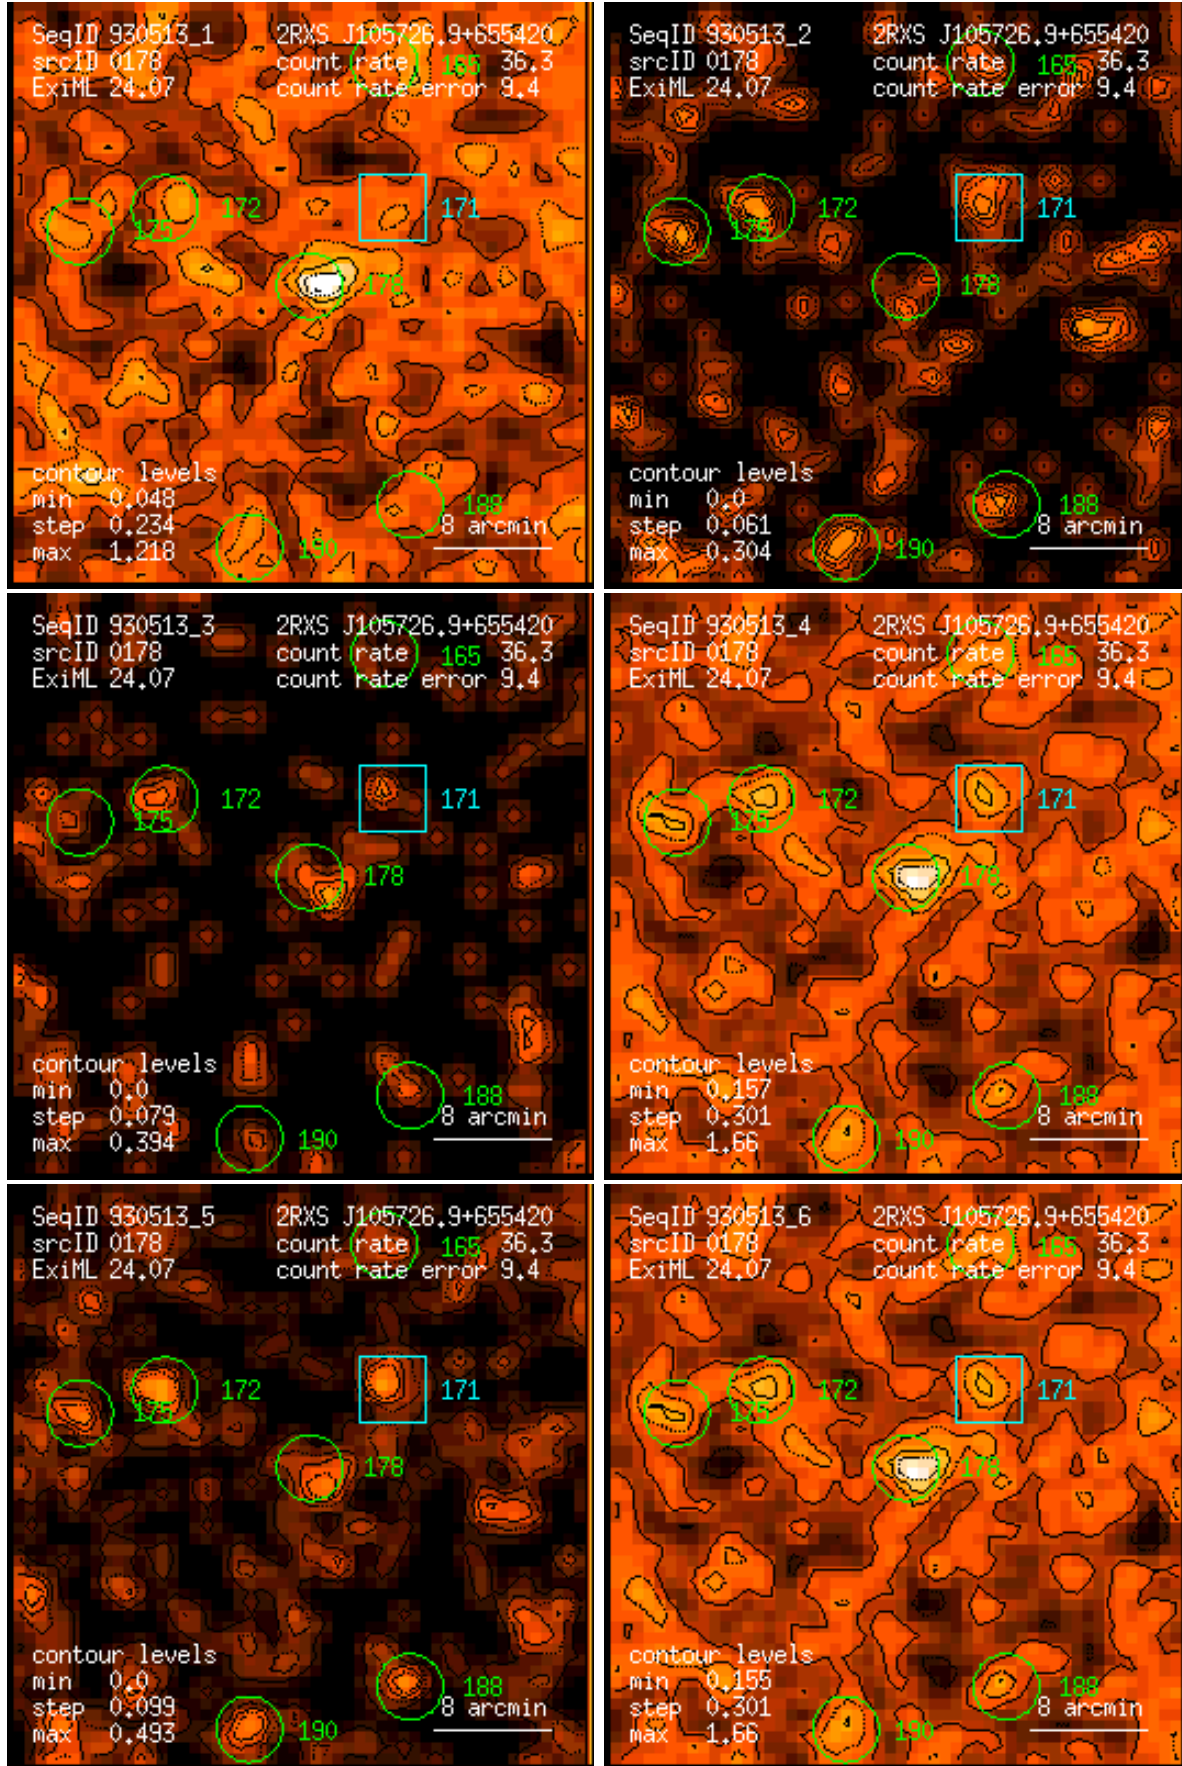 SeqID 930513_1 2RXS J105726.9+655420
srcID 0178 count rate 165 36.3
ExiML 24.07 count rate error 9.4
172 171
175
178
contour levels
min 0.048
step 0.234 188
max 1.218 8 arcmin
190
SeqID 930513_2 2RXS J105726.9+655420
srcID 0178 count rate 165 36.3
ExiML 24.07 count rate error 9.4
172 171
175
178
contour levels
min 0.0
step 0.061 188
max 0.304 8 arcmin
190
SeqID 930513_3 2RXS J105726.9+655420
srcID 0178 count rate 165 36.3
ExiML 24.07 count rate error 9.4
172 171
175
178
contour levels
min 0.0
step 0.079 188
max 0.394 8 arcmin
190
SeqID 930513_4 2RXS J105726.9+655420
srcID 0178 count rate 165 36.3
ExiML 24.07 count rate error 9.4
172 171
175
178
contour levels
min 0.157
step 0.301 188
max 1.66 8 arcmin
190
SeqID 930513_5 2RXS J105726.9+655420
srcID 0178 count rate 165 36.3
ExiML 24.07 count rate error 9.4
172 171
175
178
contour levels
min 0.0
step 0.099 188
max 0.493 8 arcmin
190
SeqID 930513_6 2RXS J105726.9+655420
srcID 0178 count rate 165 36.3
ExiML 24.07 count rate error 9.4
172 171
175
178
contour levels
min 0.155
step 0.301 188
max 1.66 8 arcmin
190